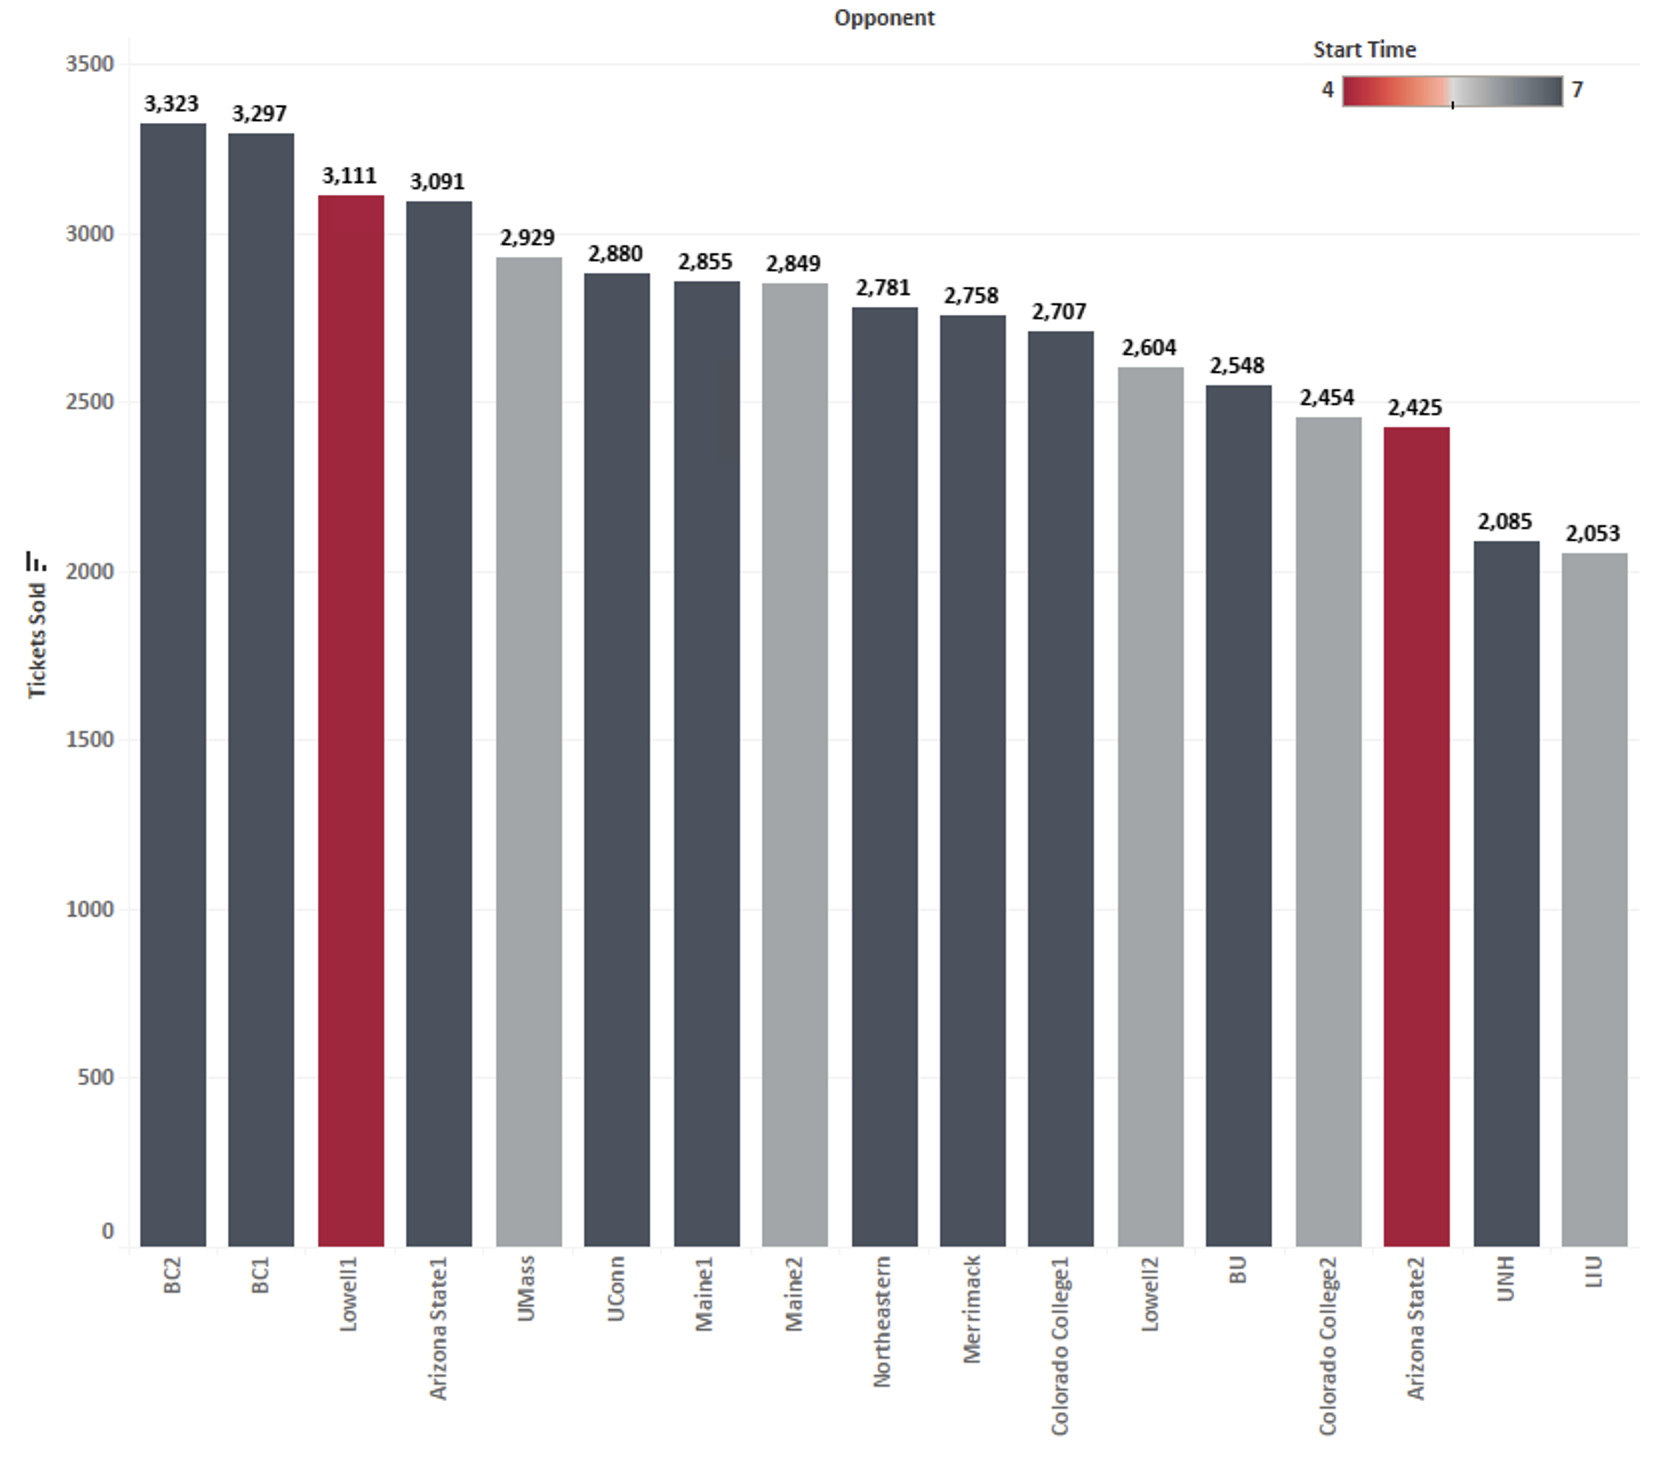 Opponent
Start Time
4 7
3500
3000
2500
2000
1500
1000
500
0
Tickets Sold
3,323
3,297
3,111
3,091
2,929
2,880
2,855
2,849
2,781
2,758
2,707
2,604
2,548
2,454
2,425
2,085
2,053
BC2
BC1
Lowell1
Arizona State1
UMass
UConn
Maine1
Maine2
Northeastern
Merrimack
Colorado College1
Lowell2
BU
Colorado College2
Arizona State2
UNH
LIU